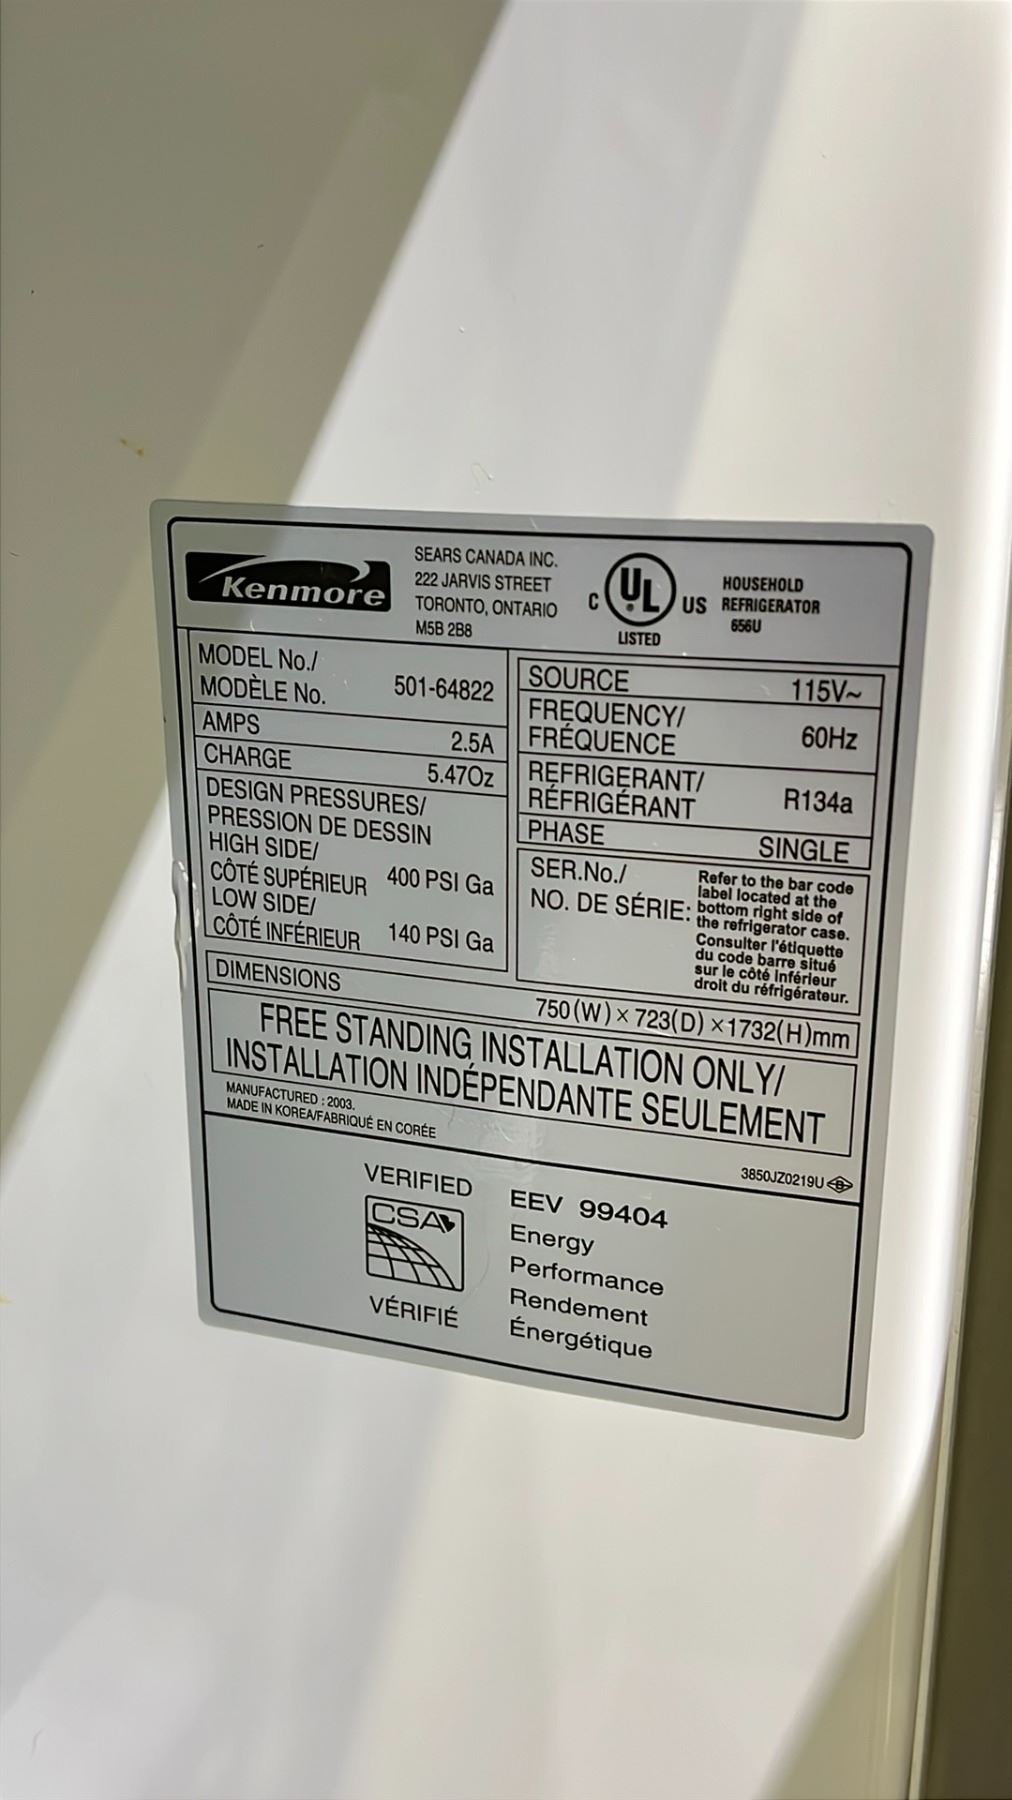 Kenmore
SEARS CANADA INC.
222 JARVIS STREET
TORONTO, ONTARIO
M5B 2B8
C UL US
LISTED
HOUSEHOLD
REFRIGERATOR
656U
MODEL No./
MODÈLE No. 501-64822
AMPS 2.5A
CHARGE 5.47Oz
DESIGN PRESSURES/
PRESSION DE DESSIN
HIGH SIDE/
CÔTÉ SUPÉRIEUR 400 PSI Ga
LOW SIDE/
CÔTÉ INFÉRIEUR 140 PSI Ga
SOURCE 115V~
FREQUENCY/
FRÉQUENCE 60Hz
REFRIGERANT/
RÉFRIGÉRANT R134a
PHASE SINGLE
SER.No./
NO. DE SÉRIE:
Refer to the bar code
label located at the
bottom right side of
the refrigerator case.
Consulter l'étiquette
du code barre situé
sur le côté inférieur
droit du réfrigérateur.
DIMENSIONS 750(W)×723(D)×1732(H)mm
FREE STANDING INSTALLATION ONLY/
INSTALLATION INDÉPENDANTE SEULEMENT
MANUFACTURED : 2003.
MADE IN KOREA/FABRIQUÉ EN CORÉE
3850JZ0219U B
VERIFIED
CSA
VÉRIFIÉ
EEV 99404
Energy
Performance
Rendement
Énergétique